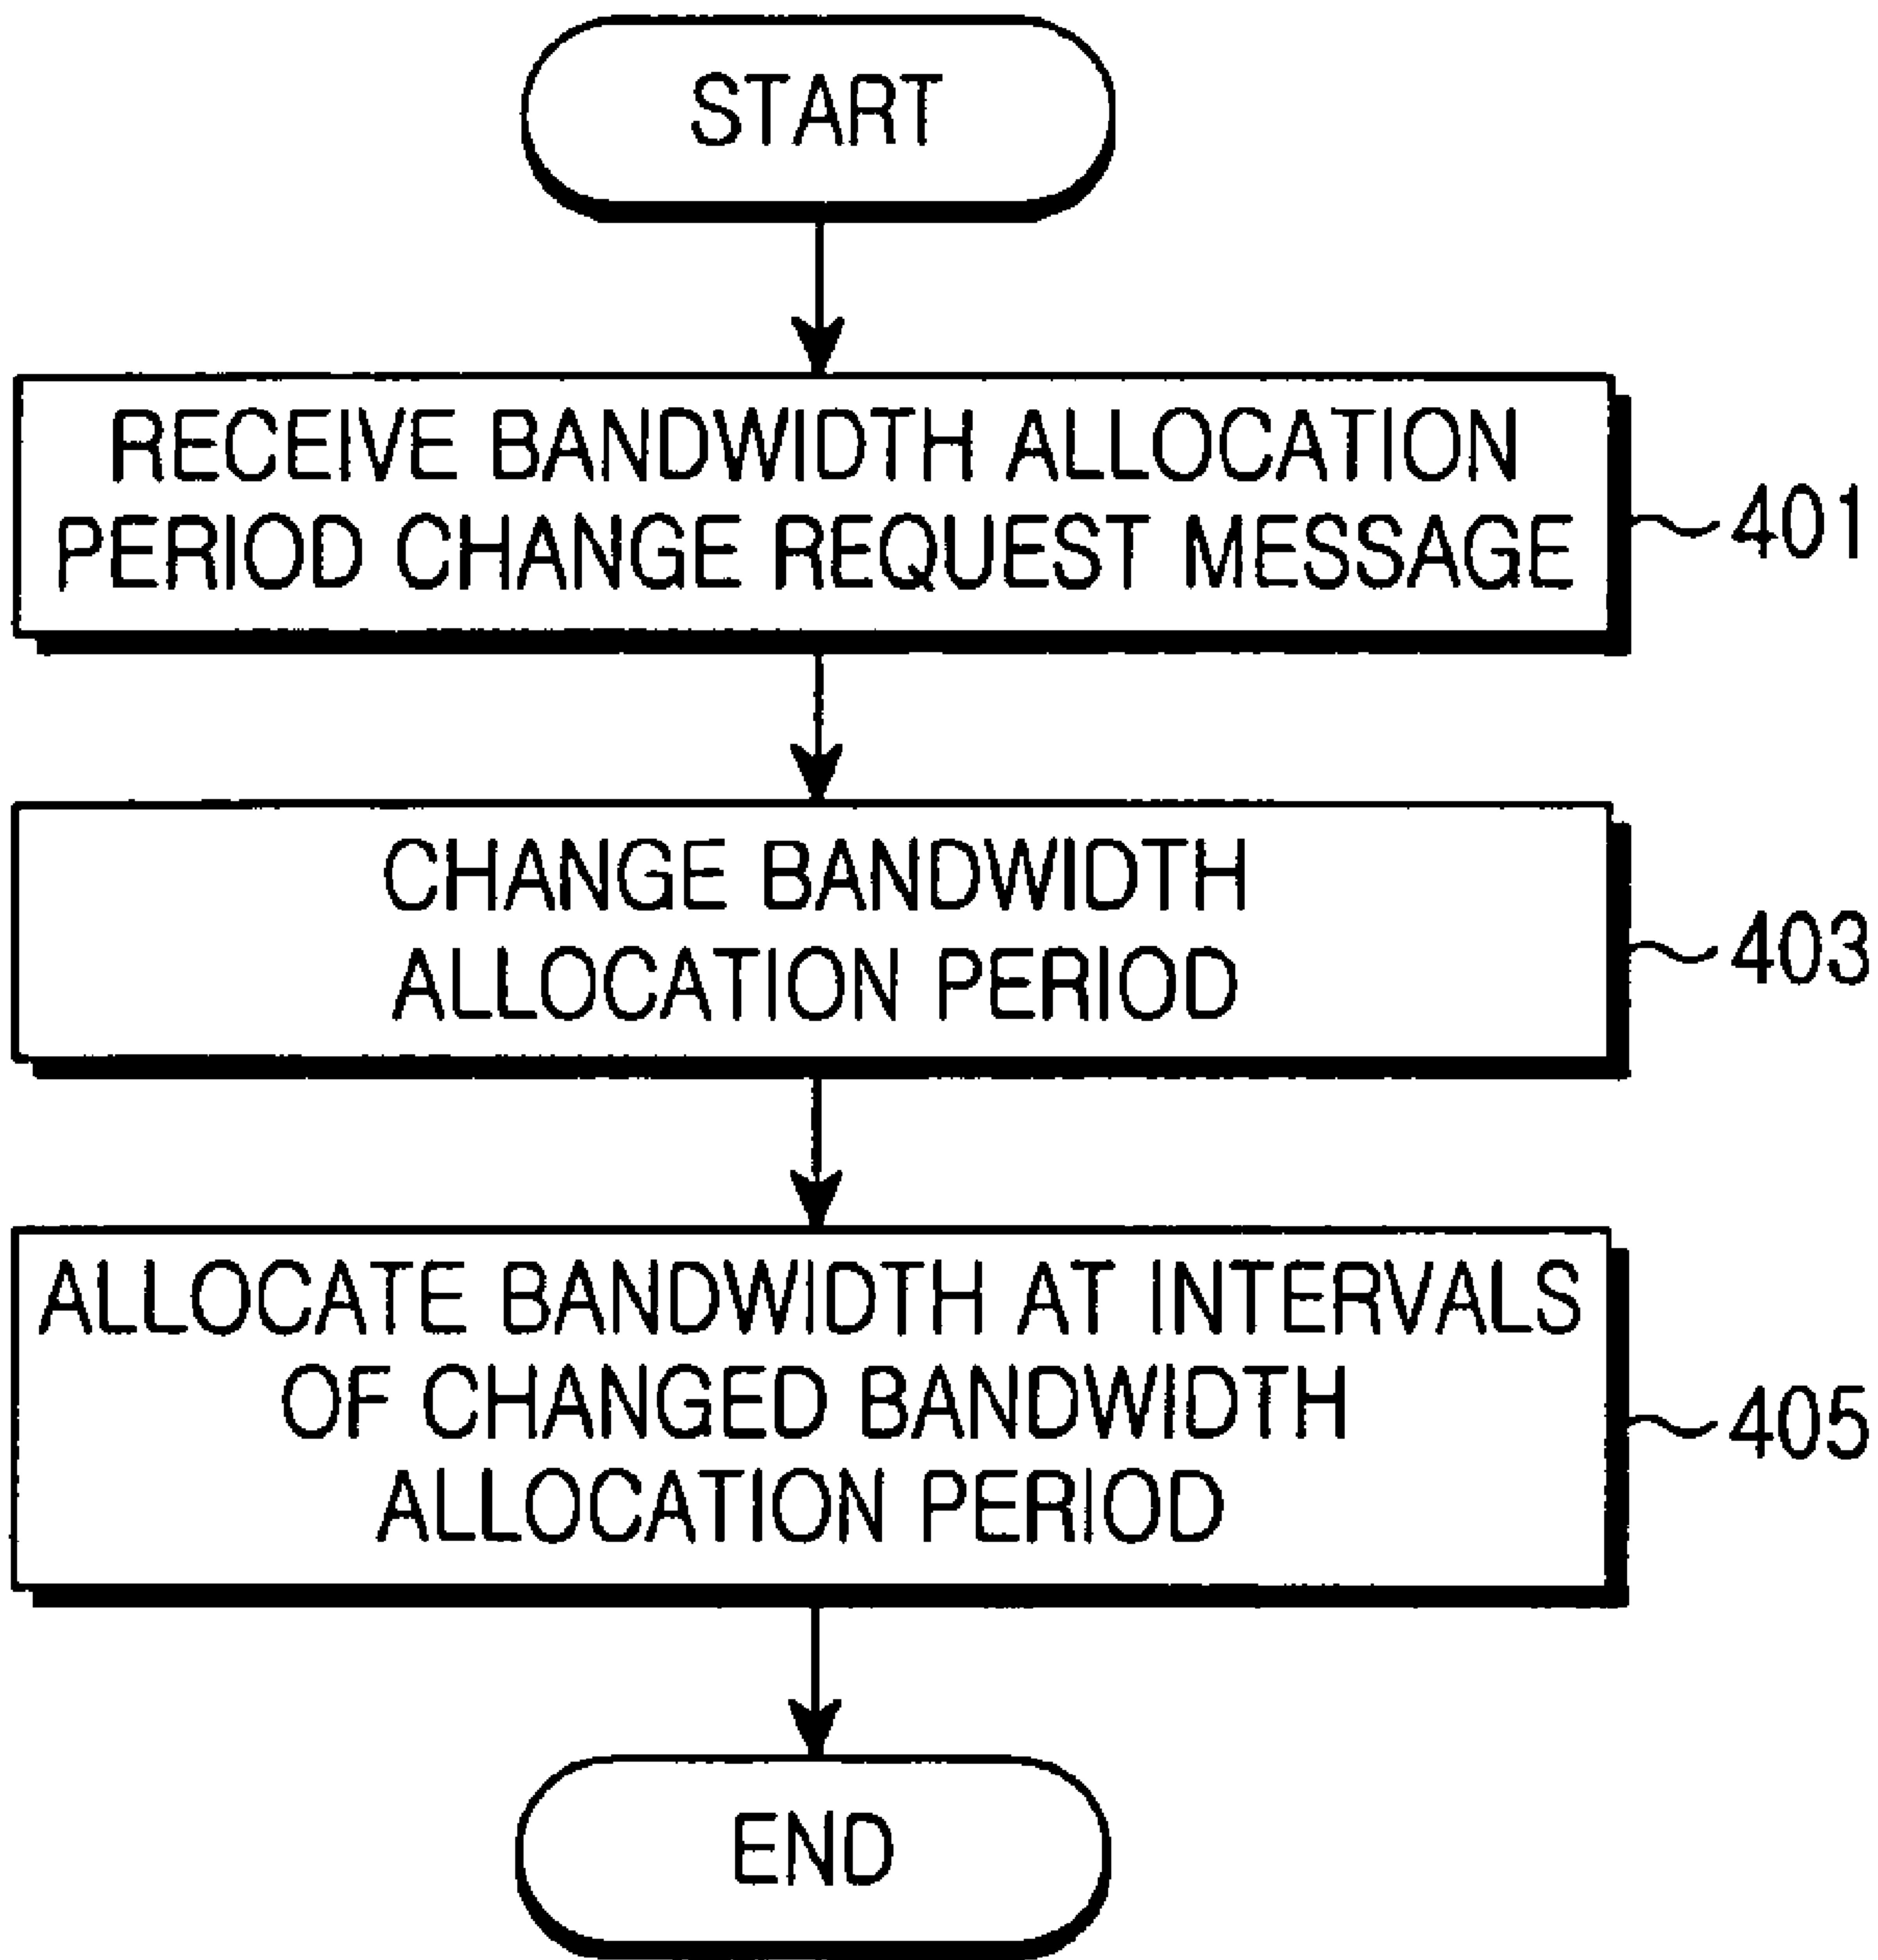 START
RECEIVE BANDWIDTH ALLOCATION
PERIOD CHANGE REQUEST MESSAGE
401
CHANGE BANDWIDTH
ALLOCATION PERIOD
403
ALLOCATE BANDWIDTH AT INTERVALS
OF CHANGED BANDWIDTH
ALLOCATION PERIOD
405
END